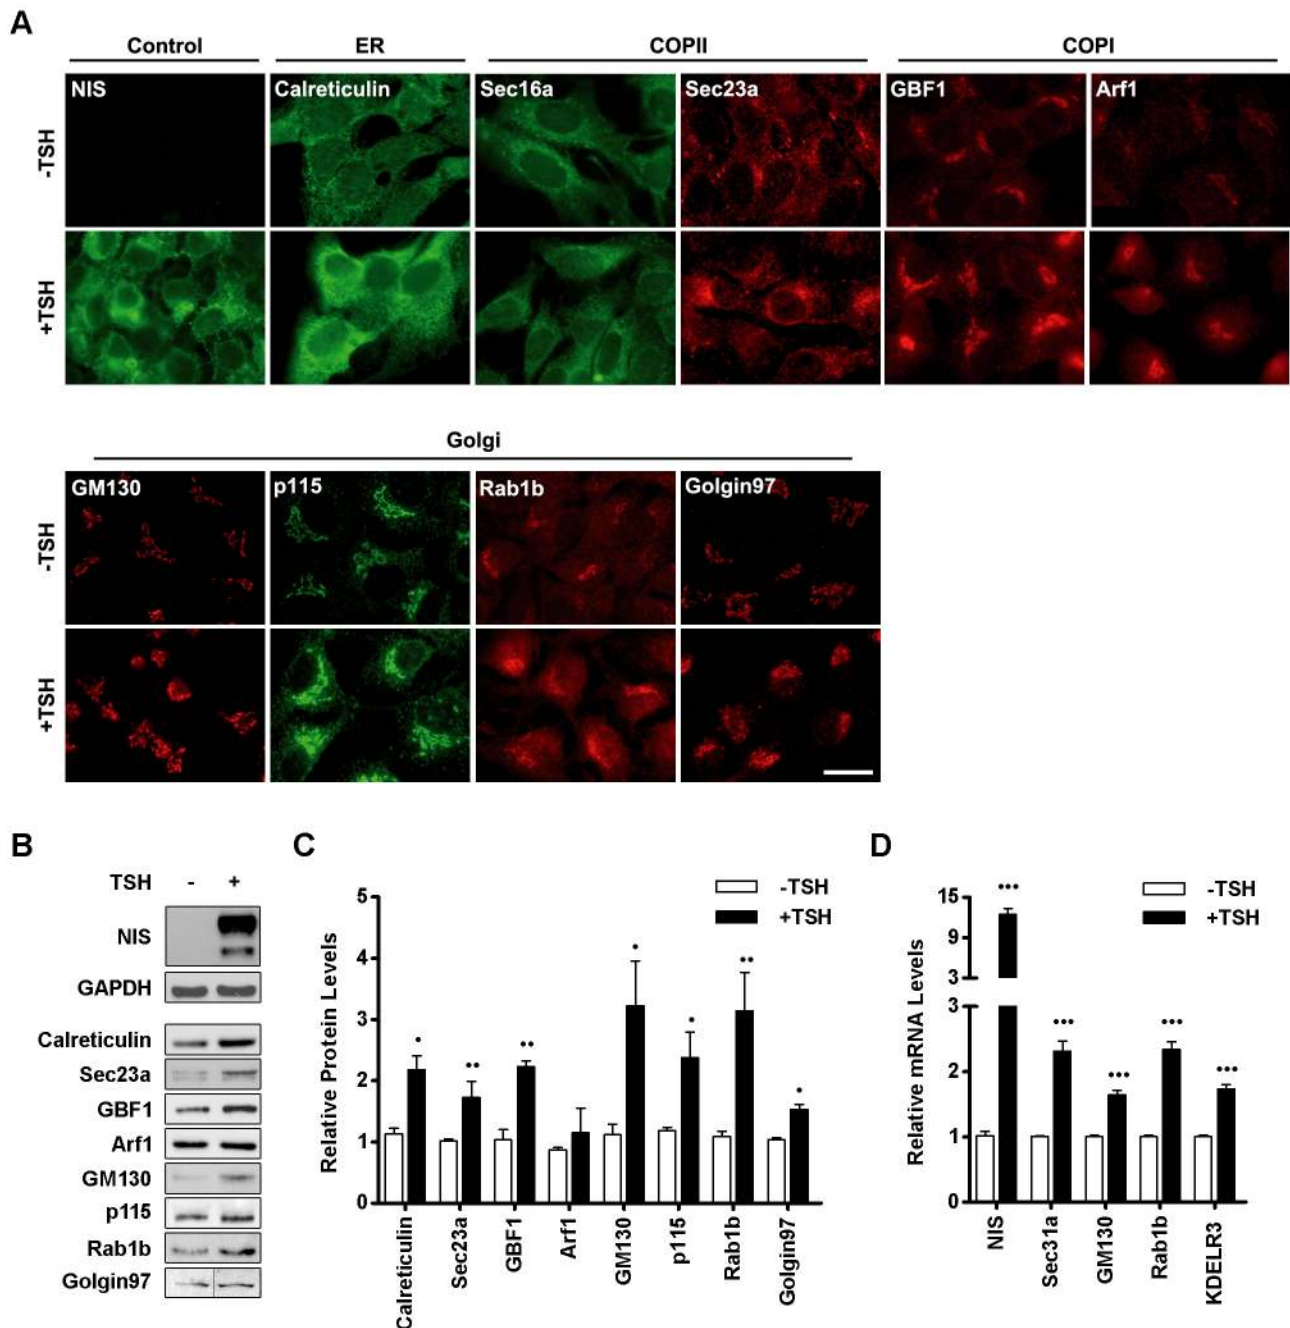 A
Control ER COPII COPI
NIS Calreticulin Sec16a Sec23a GBF1 Arf1
-TSH
+TSH
Golgi
GM130 p115 Rab1b Golgin97
-TSH
+TSH
B
TSH - +
NIS
GAPDH
Calreticulin
Sec23a
GBF1
Arf1
GM130
p115
Rab1b
Golgin97
C
-TSH
+TSH
Relative Protein Levels
5
4
3
2
1
0
Calreticulin
Sec23a
GBF1
Arf1
GM130
p115
Rab1b
Golgin97
D
-TSH
+TSH
Relative mRNA Levels
15
9
3
3
2
1
0
NIS
Sec31a
GM130
Rab1b
KDELR3